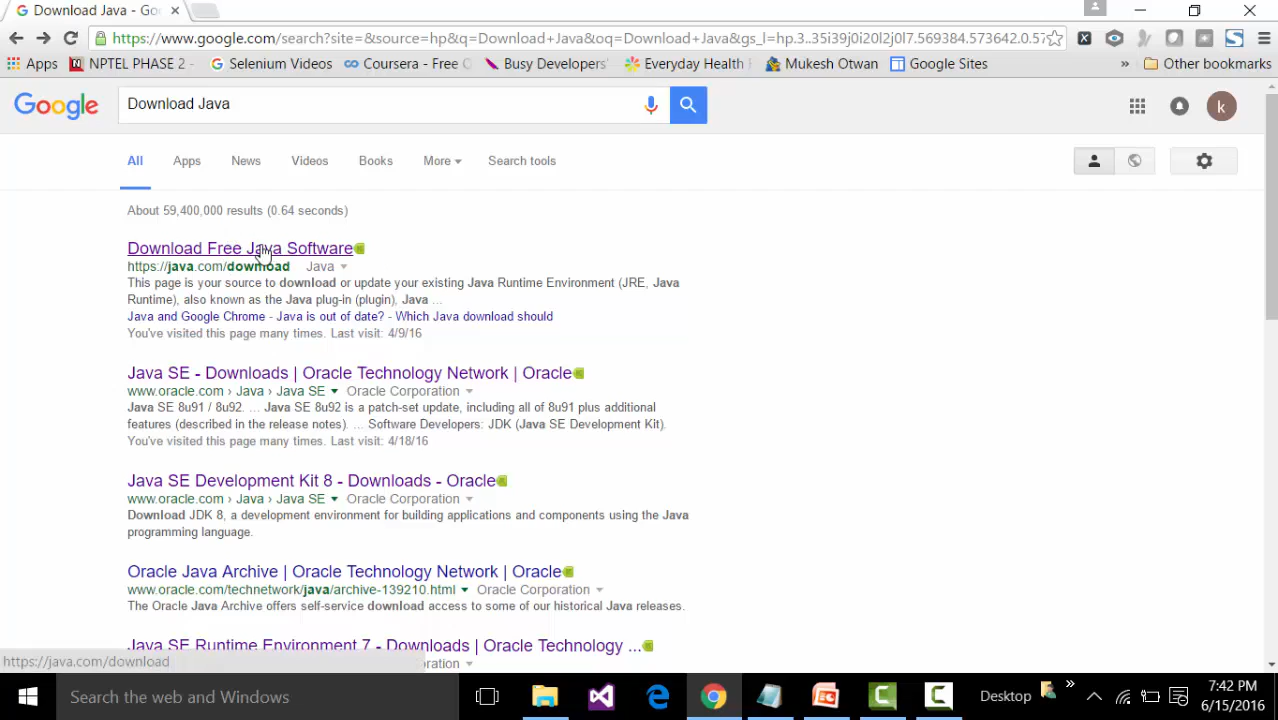 Download Java - Go
https://www.google.com/search?site=&source=hp&q=Download+Java&oq=Download+Java&gs_l=hp.3..35i39j0i20l2j0l7.569384.573642.0.57
Apps NPTEL PHASE 2 - Selenium Videos Coursera - Free Busy Developers' Everyday Health Mukesh Otwan Google Sites » Other bookmarks
Google Download Java k
All Apps News Videos Books More Search tools
About 59,400,000 results (0.64 seconds)
Download Free Java Software
https://java.com/download Java
This page is your source to download or update your existing Java Runtime Environment (JRE, Java
Runtime), also known as the Java plug-in (plugin), Java ...
Java and Google Chrome - Java is out of date? - Which Java download should
You've visited this page many times. Last visit: 4/9/16
Java SE - Downloads | Oracle Technology Network | Oracle
www.oracle.com › Java › Java SE Oracle Corporation
Java SE 8u91 / 8u92. ... Java SE 8u92 is a patch-set update, including all of 8u91 plus additional
features (described in the release notes). ... Software Developers: JDK (Java SE Development Kit).
You've visited this page many times. Last visit: 4/18/16
Java SE Development Kit 8 - Downloads - Oracle
www.oracle.com › Java › Java SE Oracle Corporation
Download JDK 8, a development environment for building applications and components using the Java
programming language.
Oracle Java Archive | Oracle Technology Network | Oracle
www.oracle.com/technetwork/java/archive-139210.html Oracle Corporation
The Oracle Java Archive offers self-service download access to some of our historical Java releases.
Java SE Runtime Environment 7 - Downloads | Oracle Technology ...
https://java.com/download oration
Search the web and Windows Desktop » 7:42 PM
6/15/2016